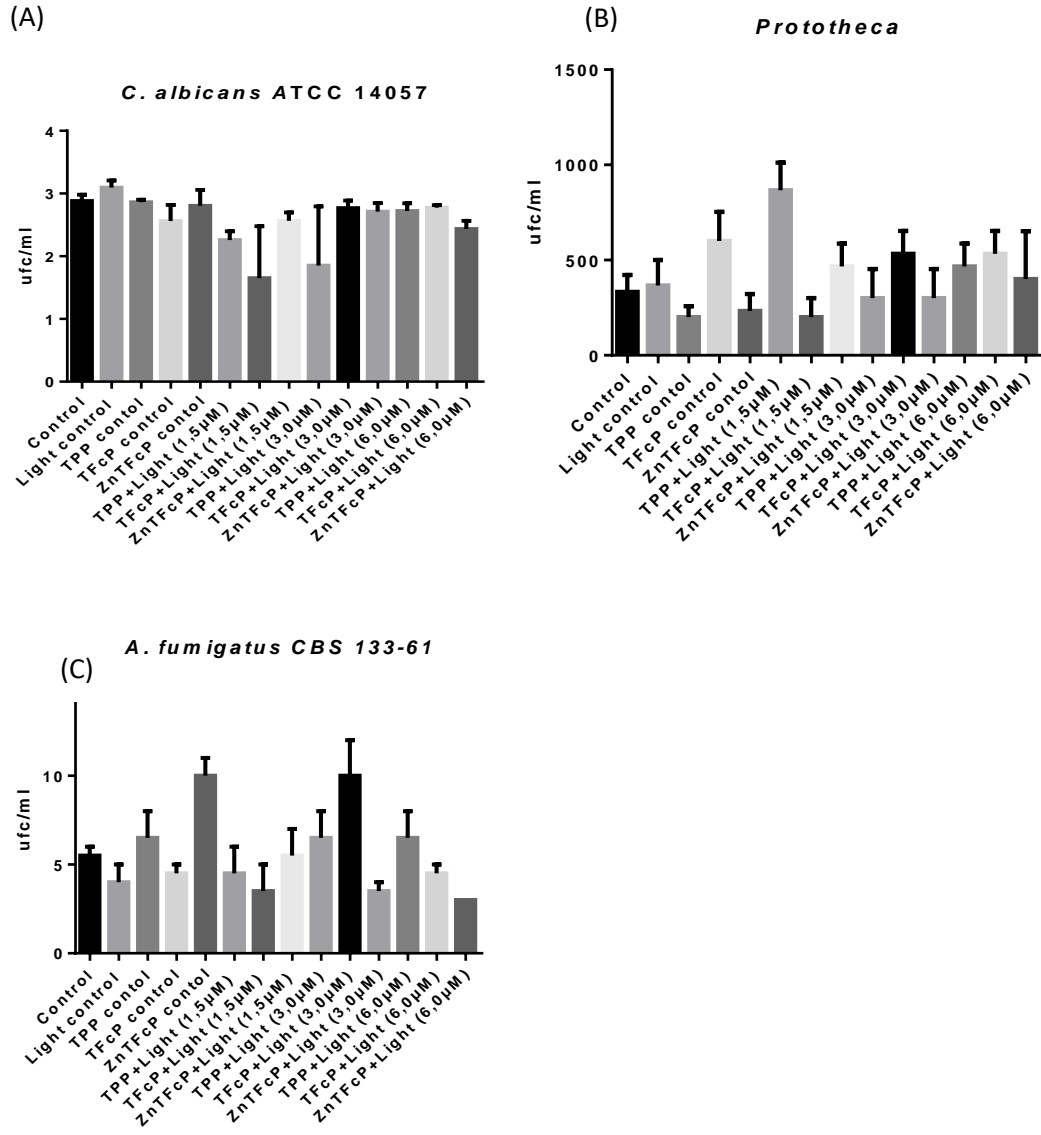 (A)
C. albicans ATCC 14057
ufc/ml
4
3
2
1
0
Control
Light control
TPP contol
TFcP control
ZnTFcP contol
TPP+Light (1,5µM)
TFcP+Light (1,5µM)
ZnTFcP+Light (1,5µM)
TPP+Light (3,0µM)
TFcP+Light (3,0µM)
ZnTFcP+Light (3,0µM)
TPP+Light (6,0µM)
TFcP+Light (6,0µM)
ZnTFcP+Light (6,0µM)
(B)
Prototheca
ufc/ml
1500
1000
500
0
Control
Light control
TPP contol
TFcP control
ZnTFcP contol
TPP+Light (1,5µM)
TFcP+Light (1,5µM)
ZnTFcP+Light (1,5µM)
TPP+Light (3,0µM)
TFcP+Light (3,0µM)
ZnTFcP+Light (3,0µM)
TPP+Light (6,0µM)
TFcP+Light (6,0µM)
ZnTFcP+Light (6,0µM)
(C)
A. fumigatus CBS 133-61
ufc/ml
10
5
0
Control
Light control
TPP contol
TFcP control
ZnTFcP contol
TPP+Light (1,5µM)
TFcP+Light (1,5µM)
ZnTFcP+Light (1,5µM)
TPP+Light (3,0µM)
TFcP+Light (3,0µM)
ZnTFcP+Light (3,0µM)
TPP+Light (6,0µM)
TFcP+Light (6,0µM)
ZnTFcP+Light (6,0µM)